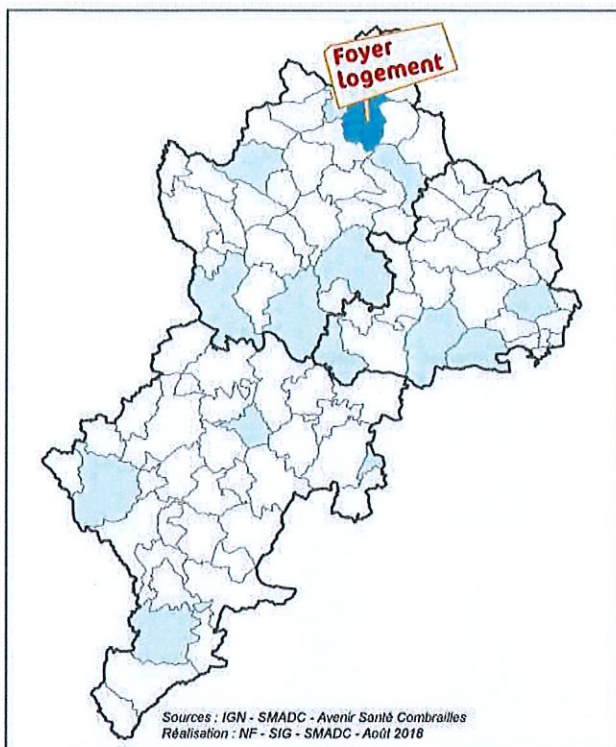 Foyer
logement
Sources : IGN - SMADC - Avenir Santé Combrailles
Réalisation : NF - SIG - SMADC - Août 2018